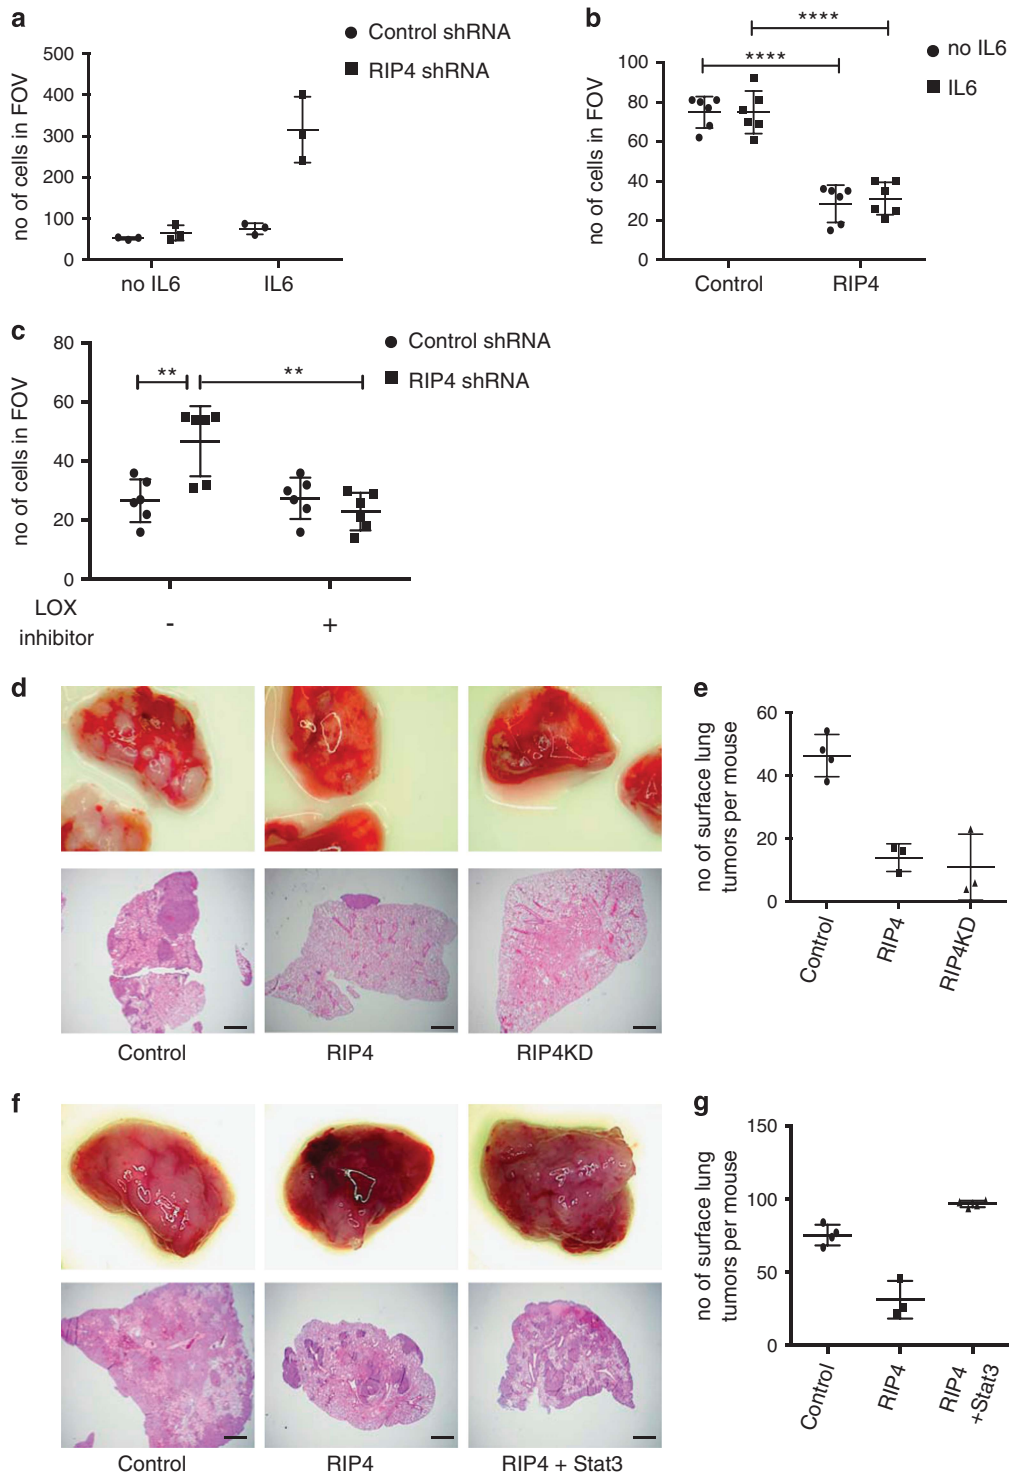 a
Control shRNA
RIP4 shRNA
no of cells in FOV
500
400
300
200
100
0
no IL6
IL6
b
no IL6
IL6
****
****
no of cells in FOV
100
80
60
40
20
0
Control
RIP4
c
Control shRNA
RIP4 shRNA
**
**
no of cells in FOV
80
60
40
20
0
LOX
inhibitor
-
+
d
Control
RIP4
RIP4KD
e
no of surface lung
tumors per mouse
60
40
20
0
Control
RIP4
RIP4KD
f
Control
RIP4
RIP4 + Stat3
g
no of surface lung
tumors per mouse
150
100
50
0
Control
RIP4
RIP4
+Stat3